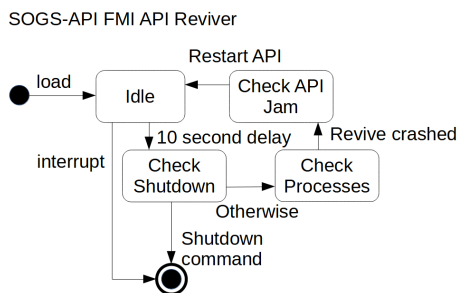 SOGS-API FMI API Reviver
Restart API
load
Idle
Check API
Jam
10 second delay
Revive crashed
interrupt
Check
Shutdown
Check
Processes
Otherwise
Shutdown
command